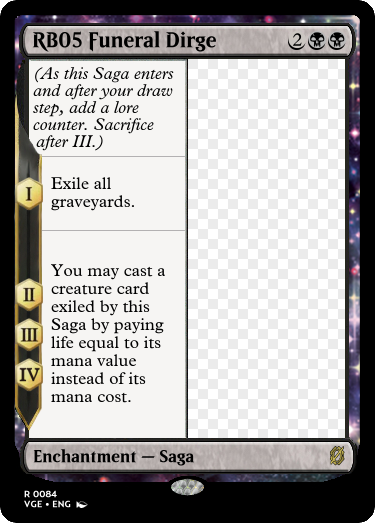 RB05 Funeral Dirge 2
(As this Saga enters
and after your draw
step, add a lore
counter. Sacrifice
after III.)
I
Exile all
graveyards.
II
III
IV
You may cast a
creature card
exiled by this
Saga by paying
life equal to its
mana value
instead of its
mana cost.
Enchantment — Saga
R 0084
VGE • ENG